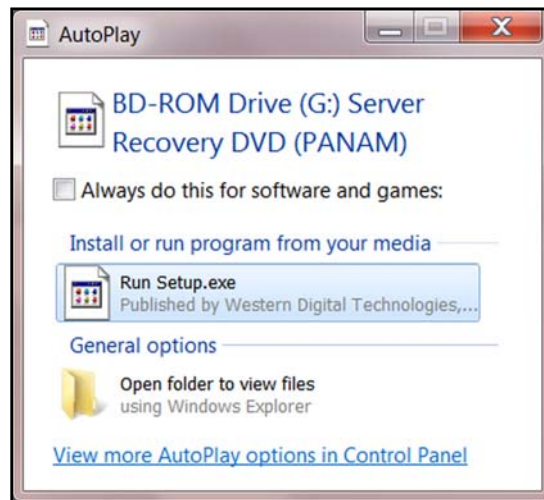 AutoPlay
BD-ROM Drive (G:) Server
Recovery DVD (PANAM)
Always do this for software and games:
Install or run program from your media
Run Setup.exe
Published by Western Digital Technologies,...
General options
Open folder to view files
using Windows Explorer
View more AutoPlay options in Control Panel